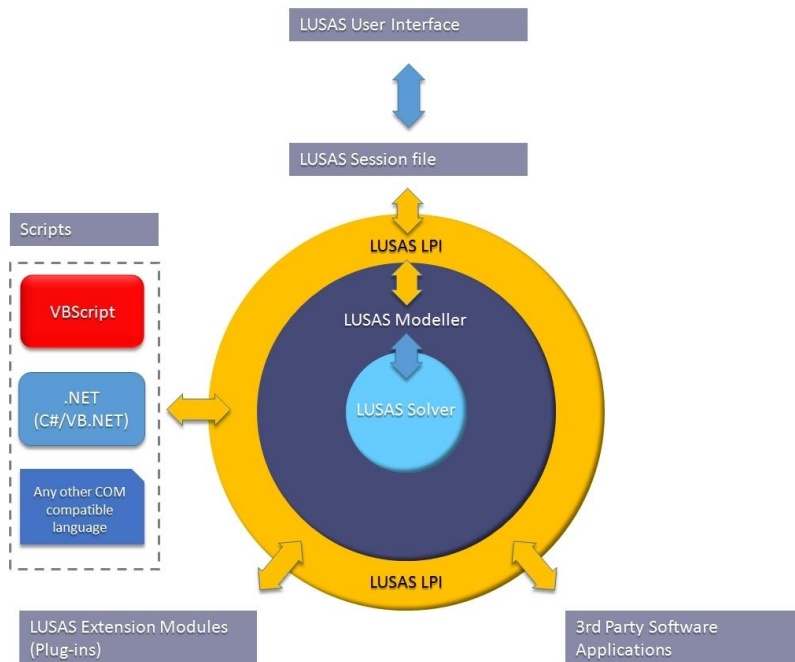 LUSAS User Interface
LUSAS Session file
Scripts
VBScript
.NET
(C#/VB.NET)
Any other COM
compatible
language
LUSAS LPI
LUSAS Modeller
LUSAS Solver
LUSAS LPI
LUSAS Extension Modules
(Plug-ins)
3rd Party Software
Applications